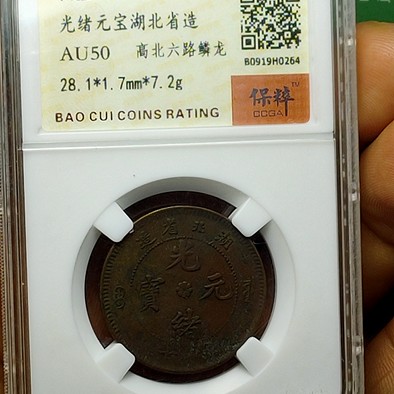 光绪元宝湖北省造
AU50 高北六路鳞龙
28.1*1.7mm*7.2g
B0919H0264
保粹 TM
CCGA
BAO CUI COINS RATING
造省北湖
光
寶 元
緒